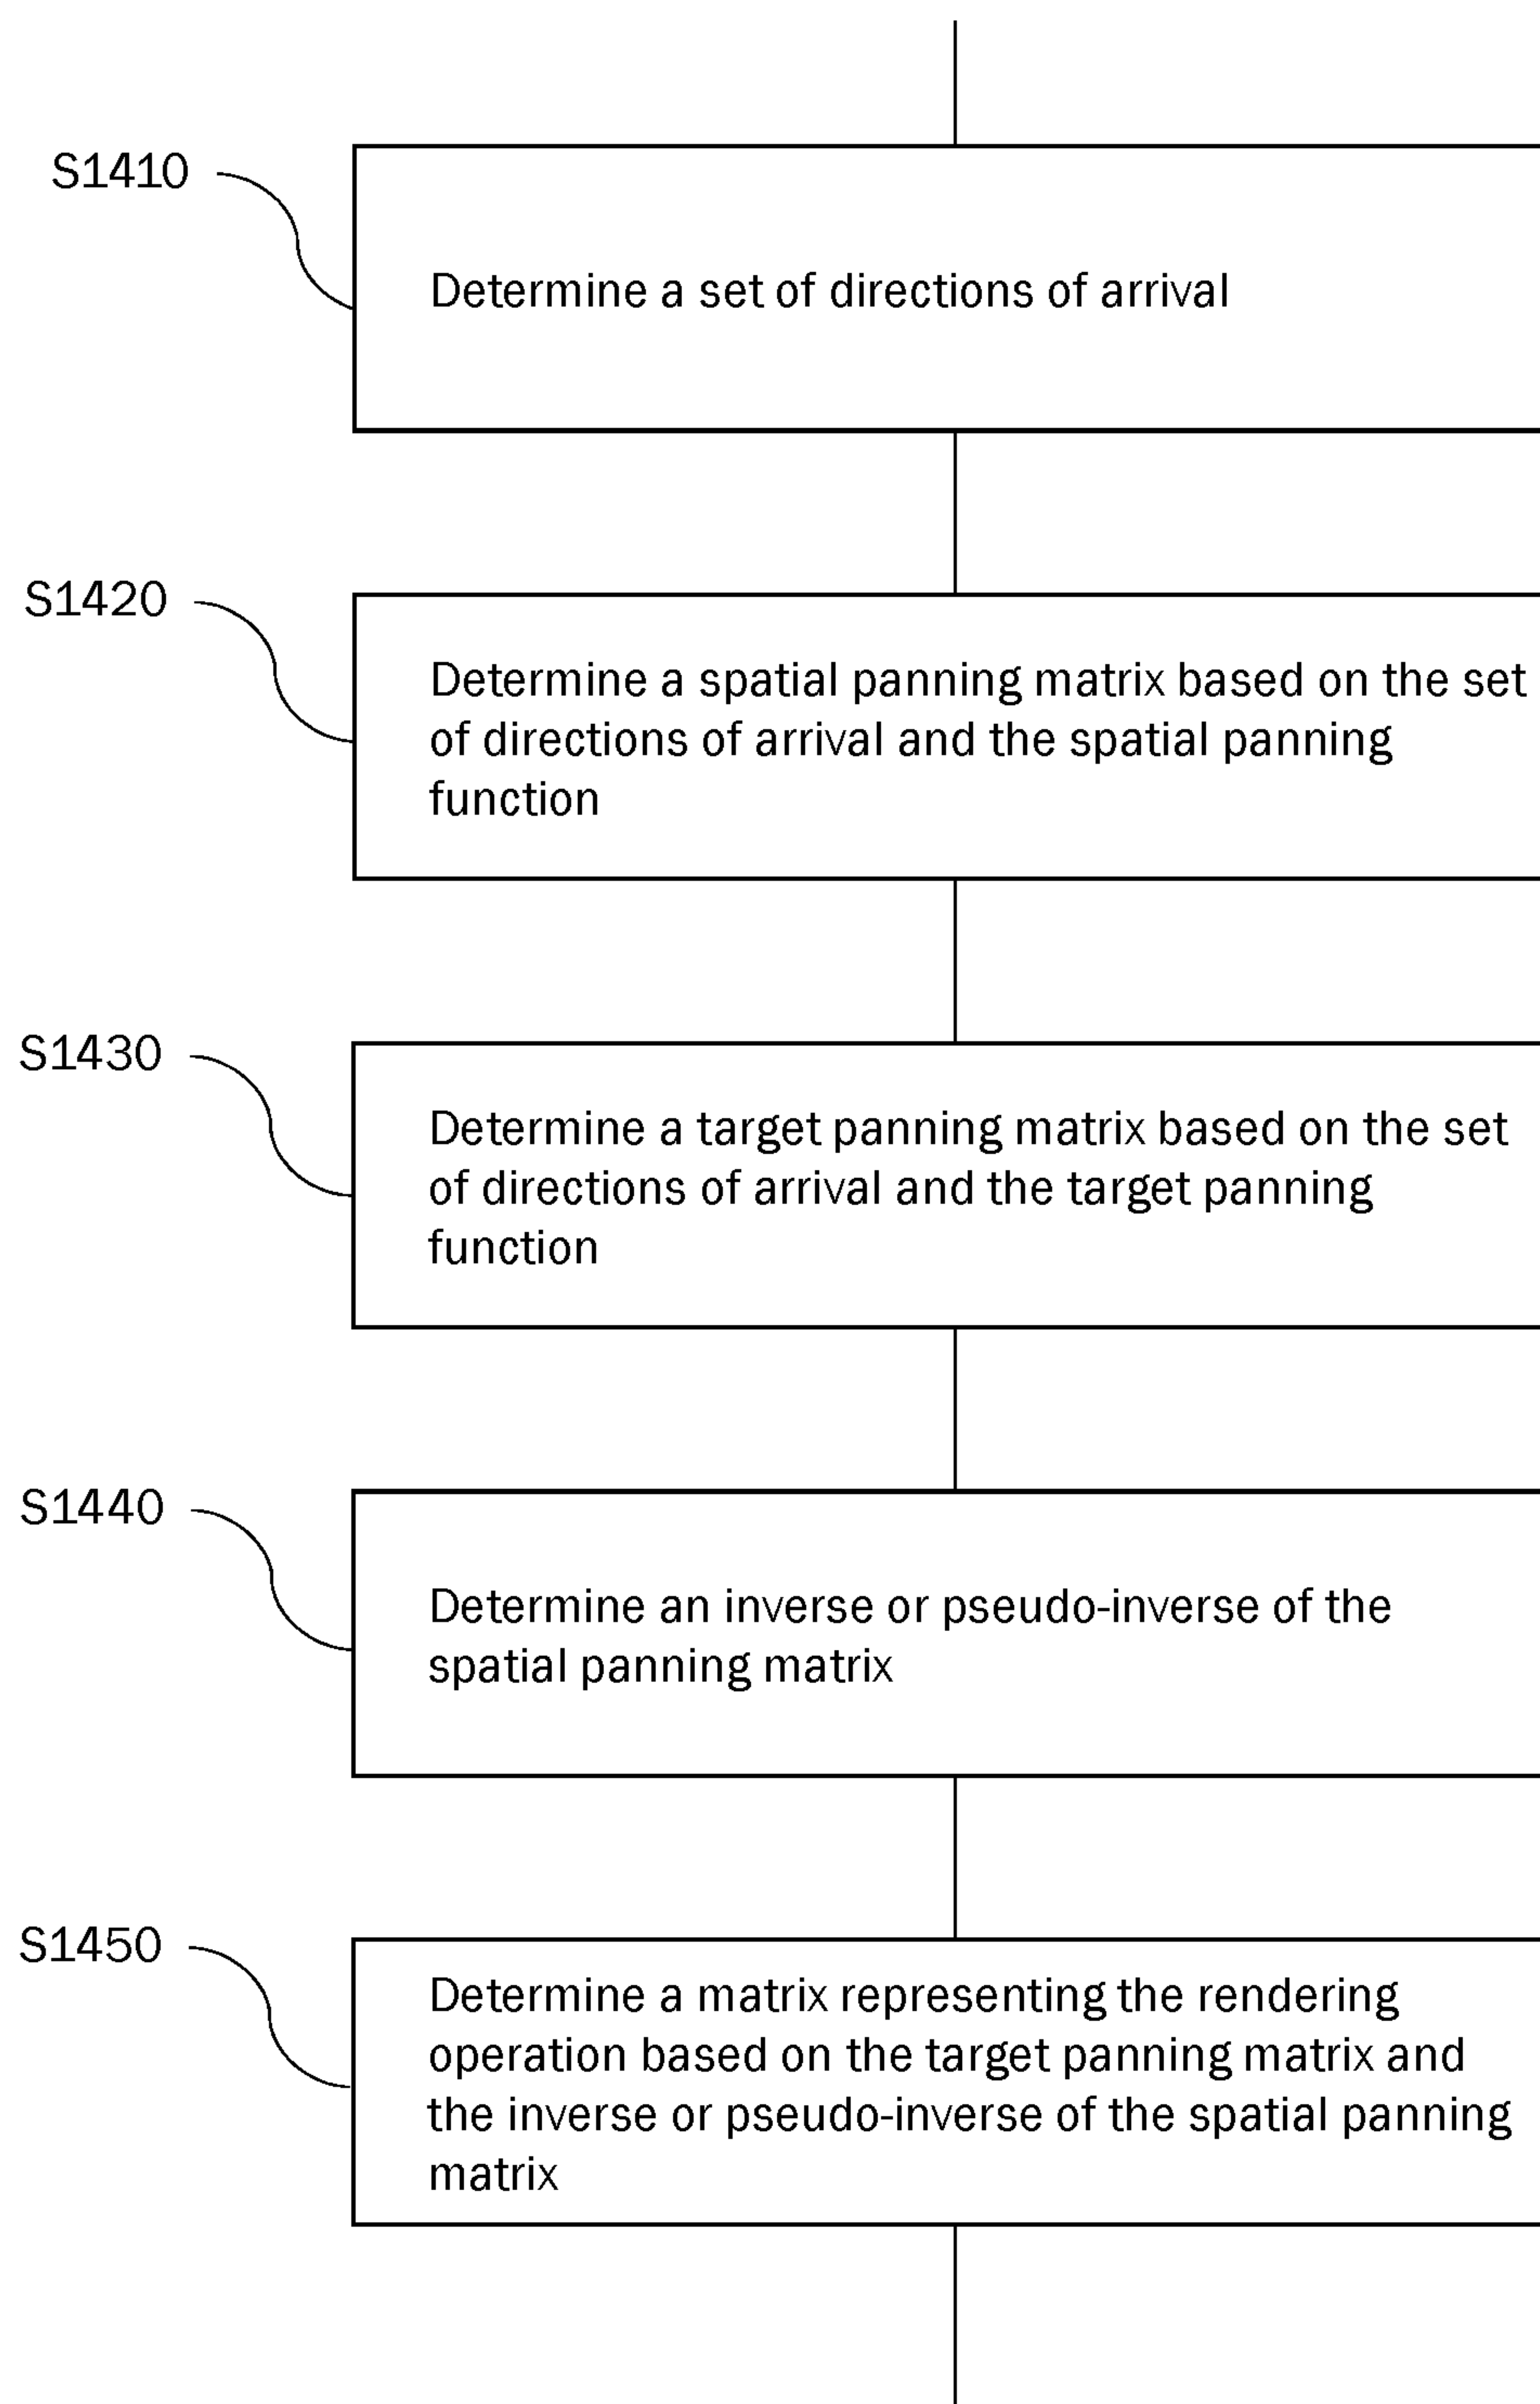 S1410
Determine a set of directions of arrival
S1420
Determine a spatial panning matrix based on the set
of directions of arrival and the spatial panning
function
S1430
Determine a target panning matrix based on the set
of directions of arrival and the target panning
function
S1440
Determine an inverse or pseudo-inverse of the
spatial panning matrix
S1450
Determine a matrix representing the rendering
operation based on the target panning matrix and
the inverse or pseudo-inverse of the spatial panning
matrix